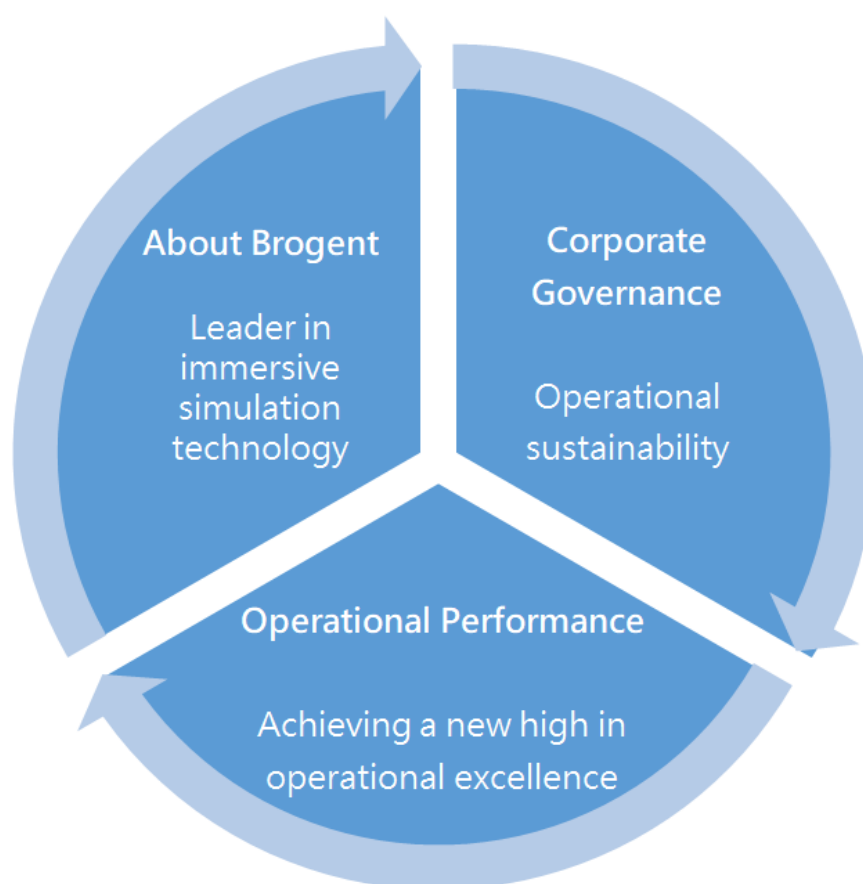 About Brogent
Leader in
immersive
simulation
technology
Corporate
Governance
Operational
sustainability
Operational Performance
Achieving a new high in
operational excellence